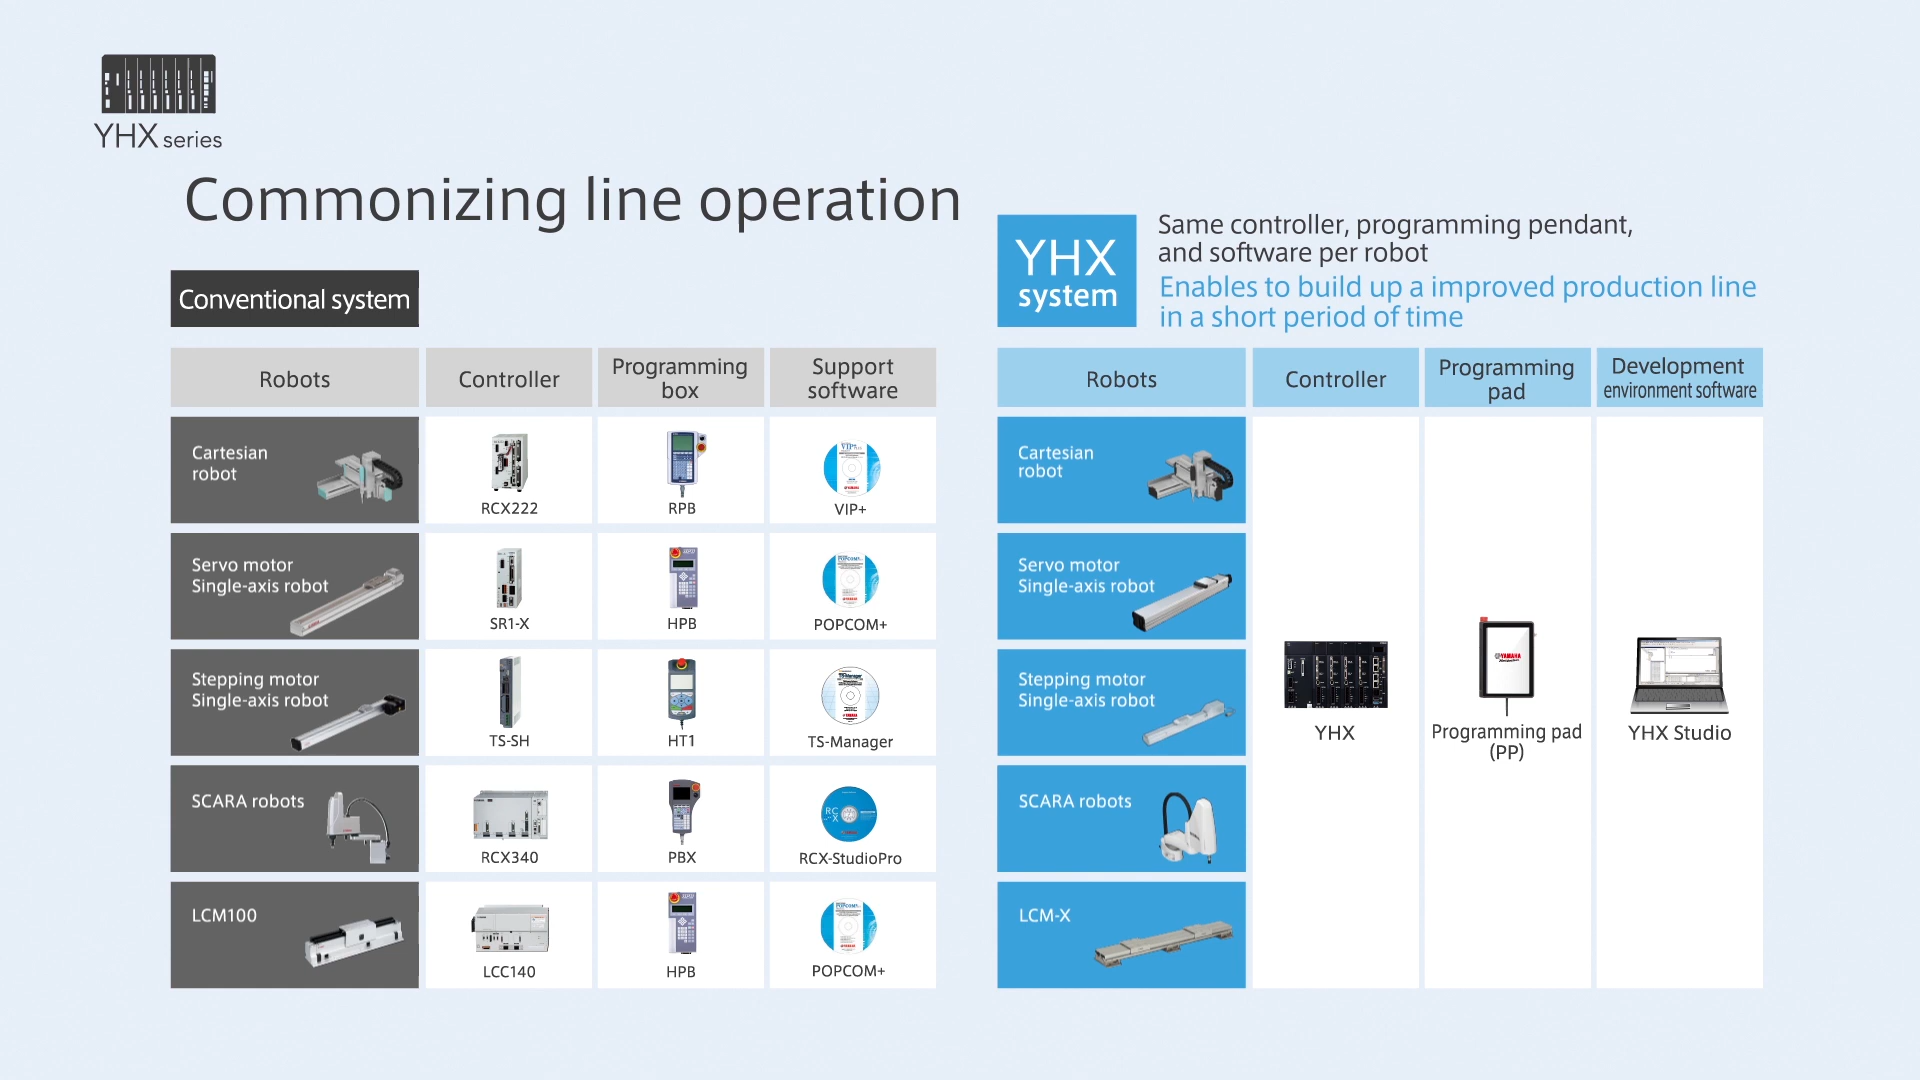 YHX series
Commonizing line operation
Conventional system
Robots
Controller
Programming
box
Support
software
Cartesian
robot
RCX222
RPB
VIP+
Servo motor
Single-axis robot
SR1-X
HPB
POPCOM+
Stepping motor
Single-axis robot
TS-SH
HT1
TS-Manager
SCARA robots
RCX340
PBX
RCX-StudioPro
LCM100
LCC140
HPB
POPCOM+
YHX
system
Same controller, programming pendant,
and software per robot
Enables to build up a improved production line
in a short period of time
Robots
Controller
Programming
pad
Development
environment software
Cartesian
robot
Servo motor
Single-axis robot
Stepping motor
Single-axis robot
SCARA robots
LCM-X
YHX
YAMAHA
Programming pad
(PP)
YHX Studio